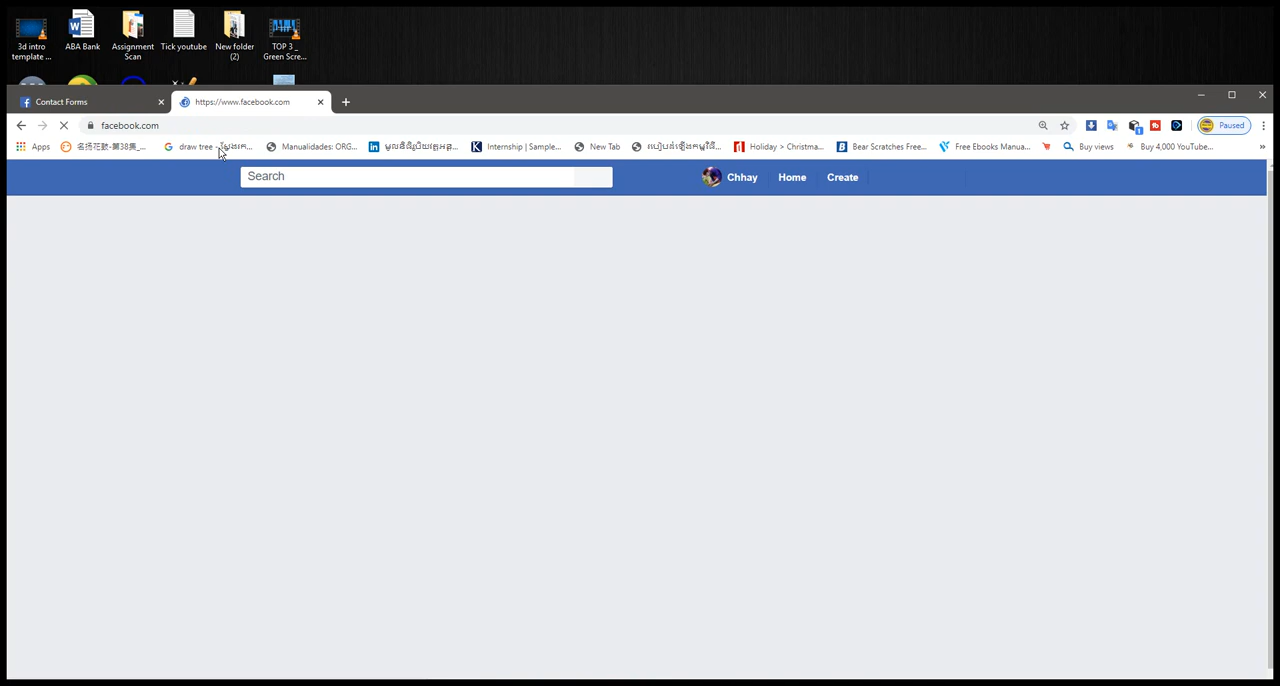 3d intro template ...
ABA Bank
Assignment Scan
Tick youtube
New folder (2)
TOP 3 _ Green Scre...
Contact Forms
https://www.facebook.com
facebook.com
Paused
Apps
draw tree -
Manualidades: ORG...
Internship | Sample...
New Tab
Holiday > Christma...
Bear Scratches Free...
Free Ebooks Manua...
Buy views
Buy 4,000 YouTube...
Search
Chhay
Home
Create